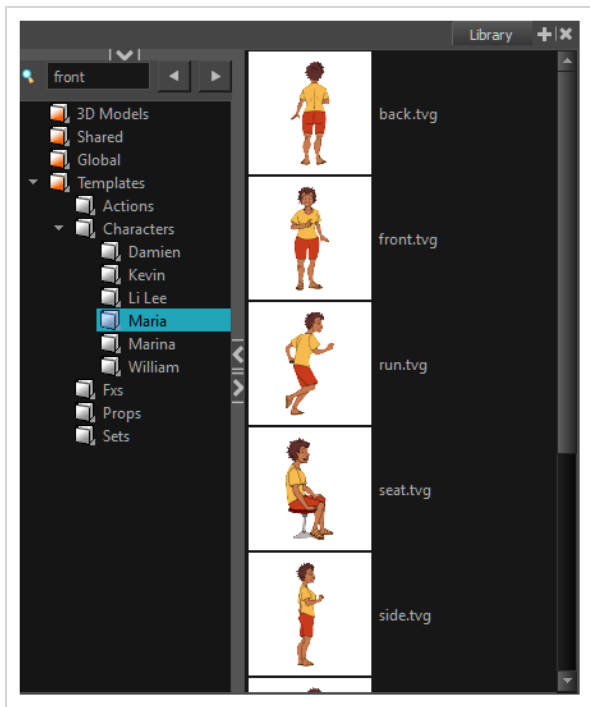 Library
front
3D Models
Shared
Global
Templates
Actions
Characters
Damien
Kevin
Li Lee
Maria
Marina
William
Fxs
Props
Sets
back.tvg
front.tvg
run.tvg
seat.tvg
side.tvg